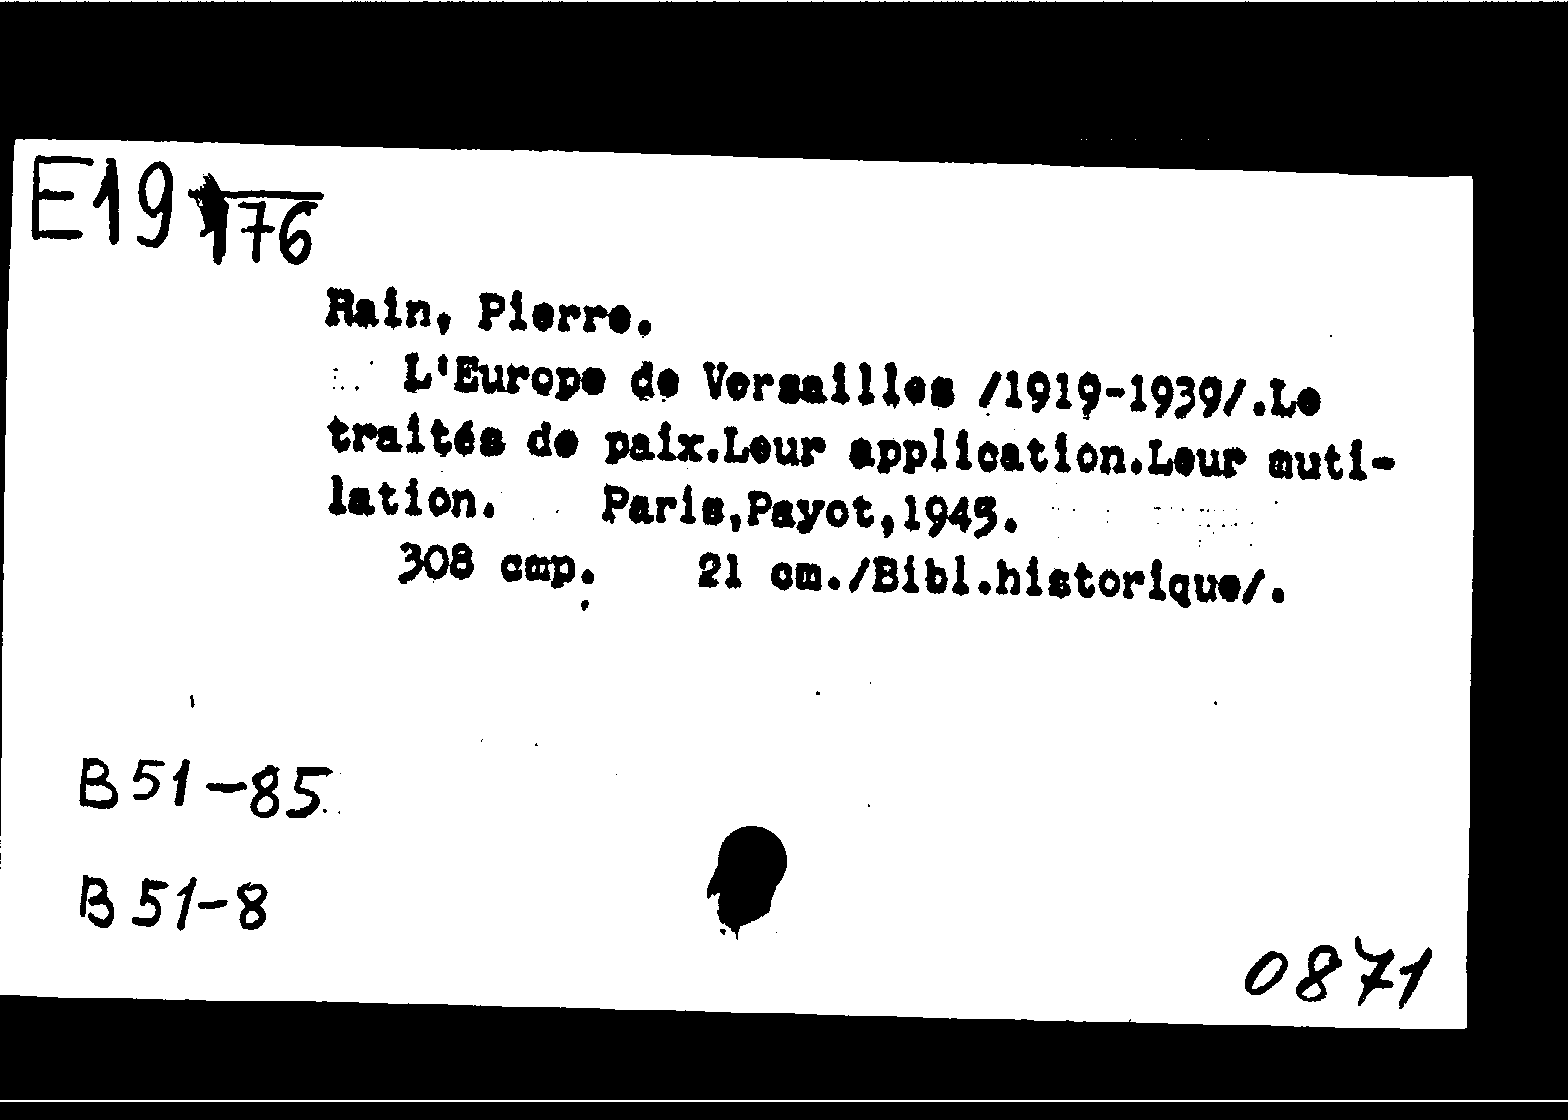 E19 176
Rain, Pierre.
L'Europe de Versailles /1919-1939/.Le
traités de paix.Leur application.Leur muti-
lation. Paris,Payot,1945.
308 стр. 21 cm./Bibl.historique/.
B51-85
B51-8
0871